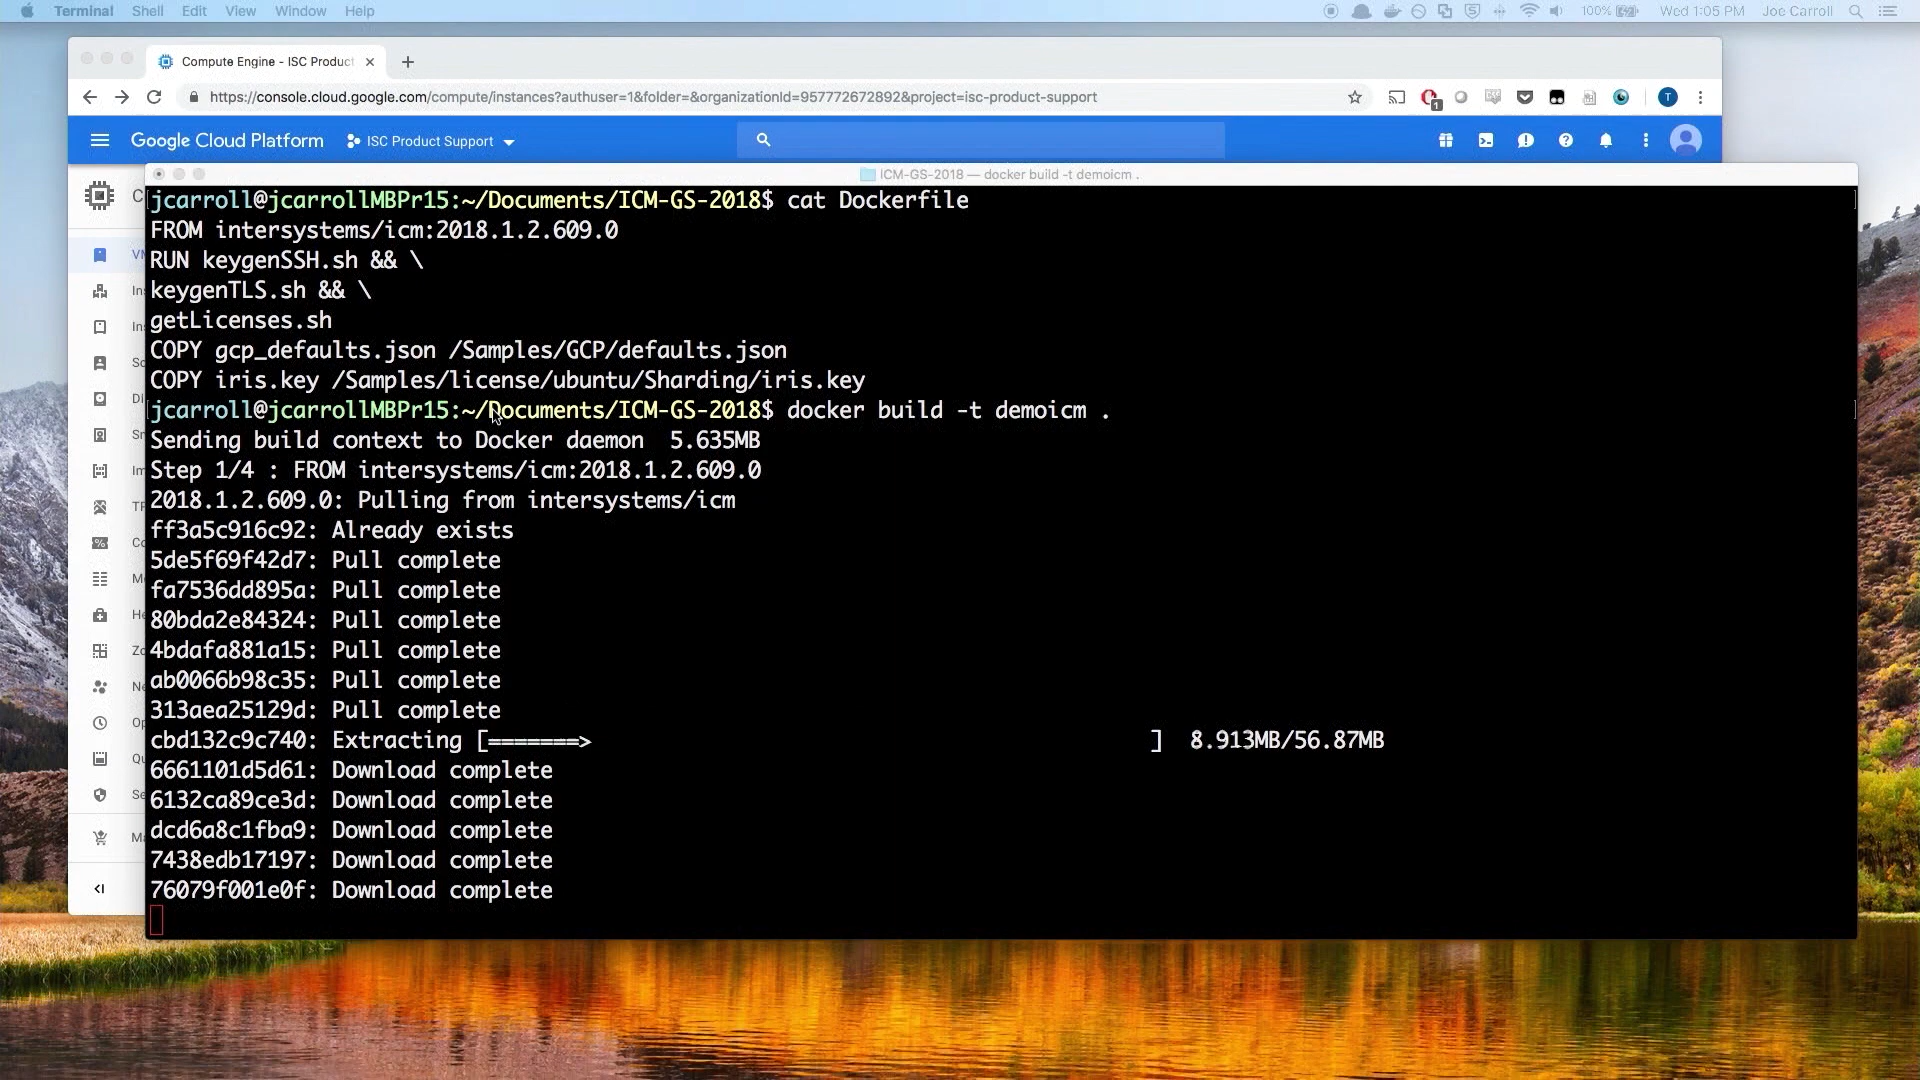 Terminal Shell Edit View Window Help 100% Wed 1:05 PM Joe Carroll
Compute Engine - ISC Product
https://console.cloud.google.com/compute/instances?authuser=1&folder=&organizationId=957772672892&project=isc-product-support
1
T
Google Cloud Platform ISC Product Support
ICM-GS-2018 — docker build -t demoicm .
jcarroll@jcarrollMBPr15:~/Documents/ICM-GS-2018$ cat Dockerfile
FROM intersystems/icm:2018.1.2.609.0
RUN keygenSSH.sh && \
keygenTLS.sh && \
getLicenses.sh
COPY gcp_defaults.json /Samples/GCP/defaults.json
COPY iris.key /Samples/license/ubuntu/Sharding/iris.key
jcarroll@jcarrollMBPr15:~/Documents/ICM-GS-2018$ docker build -t demoicm .
Sending build context to Docker daemon  5.635MB
Step 1/4 : FROM intersystems/icm:2018.1.2.609.0
2018.1.2.609.0: Pulling from intersystems/icm
ff3a5c916c92: Already exists
5de5f69f42d7: Pull complete
fa7536dd895a: Pull complete
80bda2e84324: Pull complete
4bdafa881a15: Pull complete
ab0066b98c35: Pull complete
313aea25129d: Pull complete
cbd132c9c740: Extracting [=======>                                           ]  8.913MB/56.87MB
6661101d5d61: Download complete
6132ca89ce3d: Download complete
dcd6a8c1fba9: Download complete
7438edb17197: Download complete
76079f001e0f: Download complete